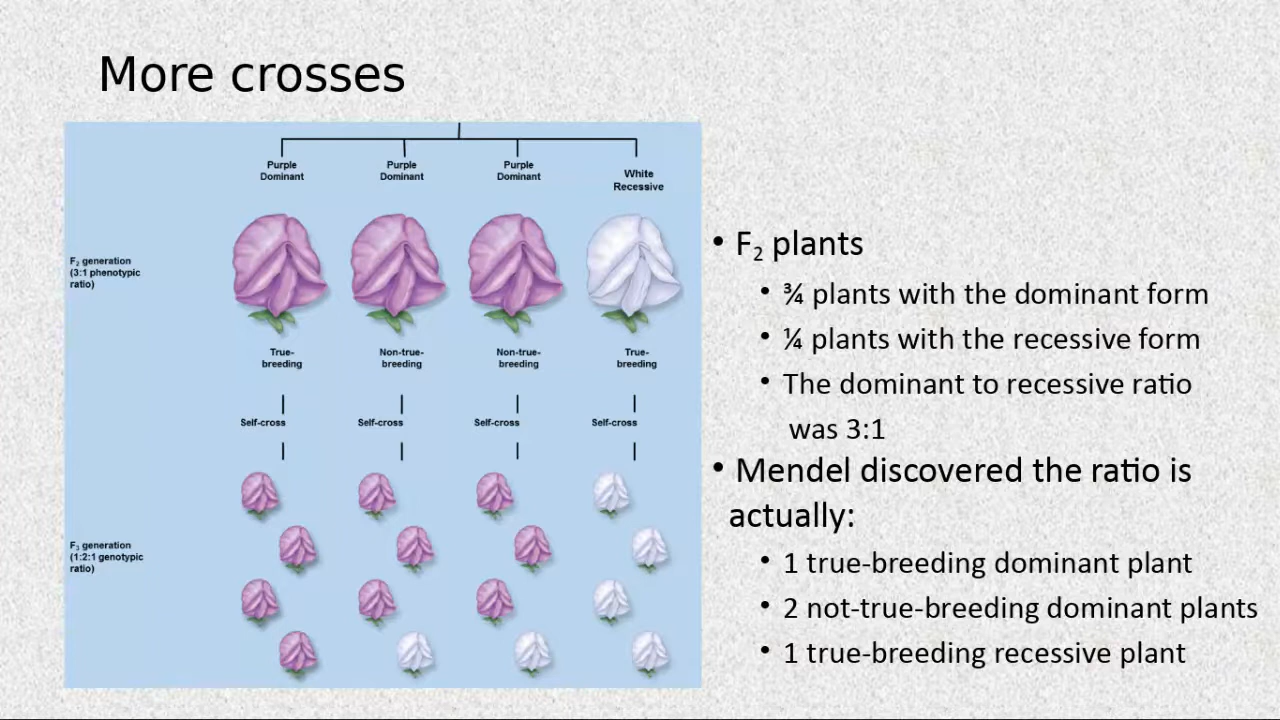 More crosses
Purple
Dominant
Purple
Dominant
Purple
Dominant
White
Recessive
F₂ generation
(3:1 phenotypic
ratio)
True-
breeding
Non-true-
breeding
Non-true-
breeding
True-
breeding
Self-cross
Self-cross
Self-cross
Self-cross
F₃ generation
(1:2:1 genotypic
ratio)
• F₂ plants
• ¾ plants with the dominant form
• ¼ plants with the recessive form
• The dominant to recessive ratio
was 3:1
• Mendel discovered the ratio is
actually:
• 1 true-breeding dominant plant
• 2 not-true-breeding dominant plants
• 1 true-breeding recessive plant